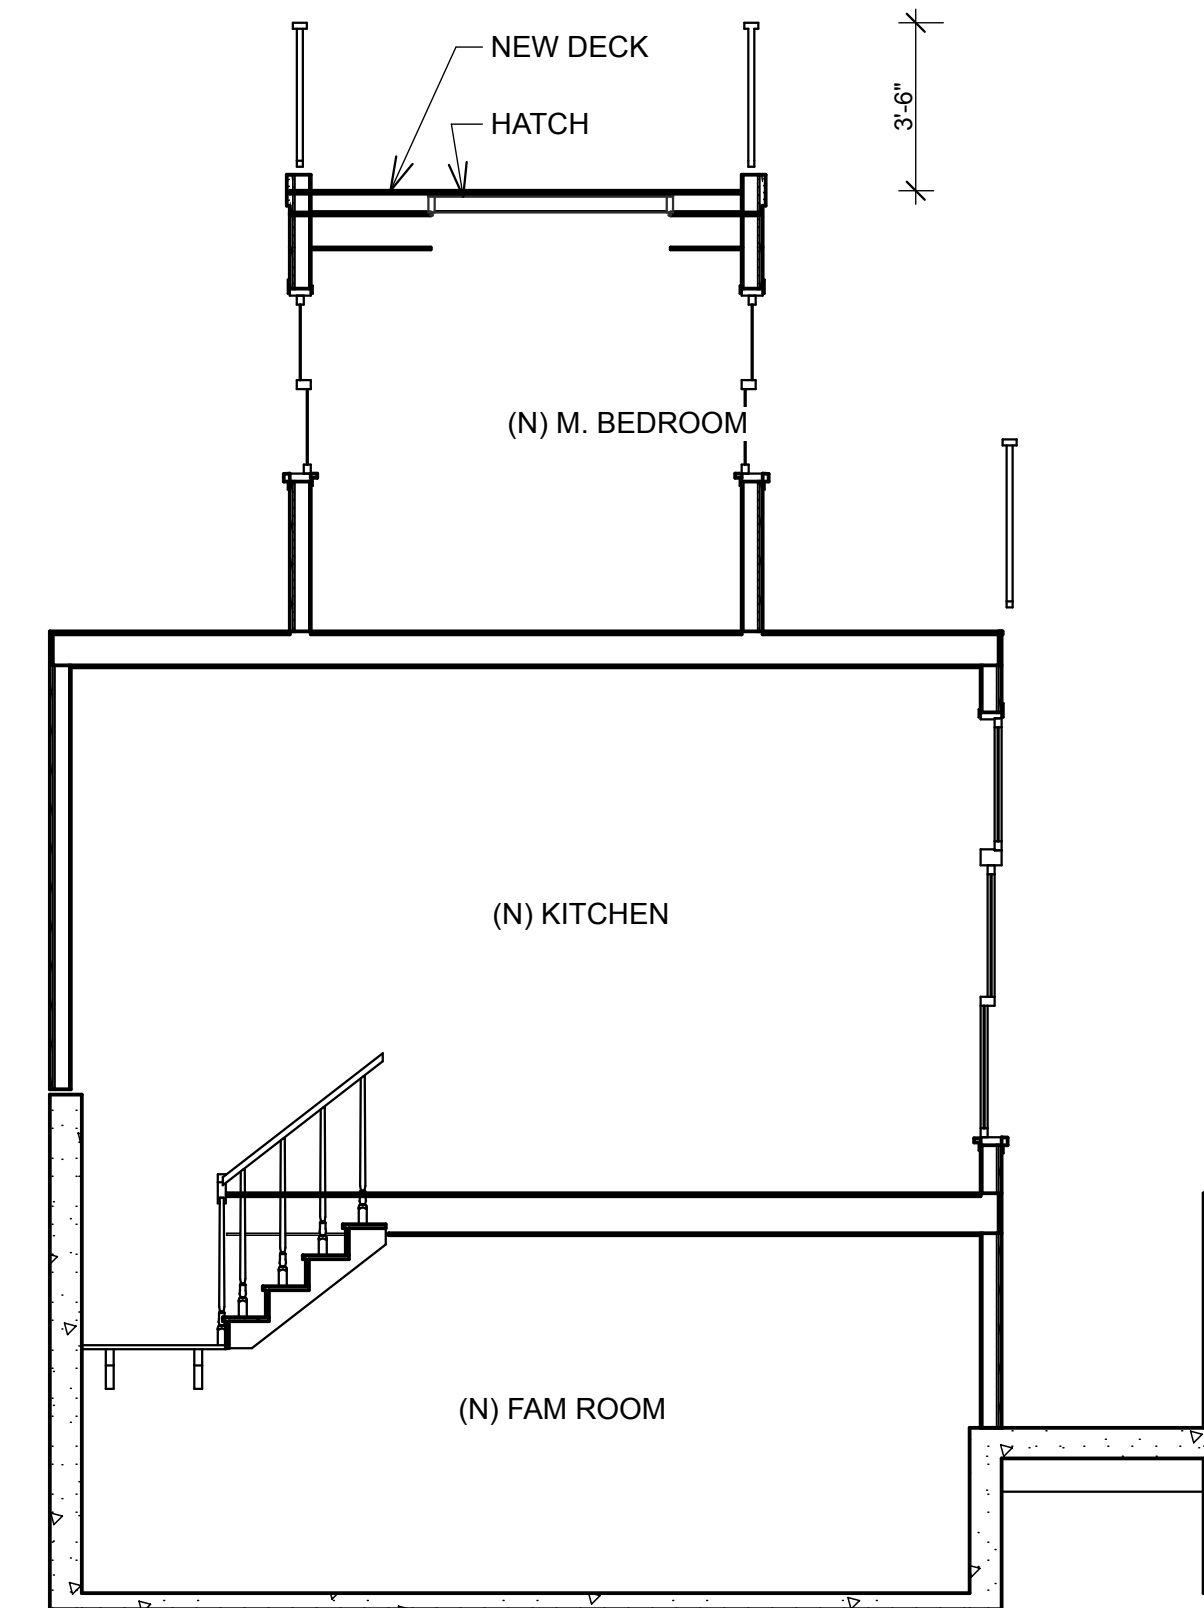 NEW DECK
HATCH
3'-6"
(N) M. BEDROOM
(N) KITCHEN
(N) FAM ROOM